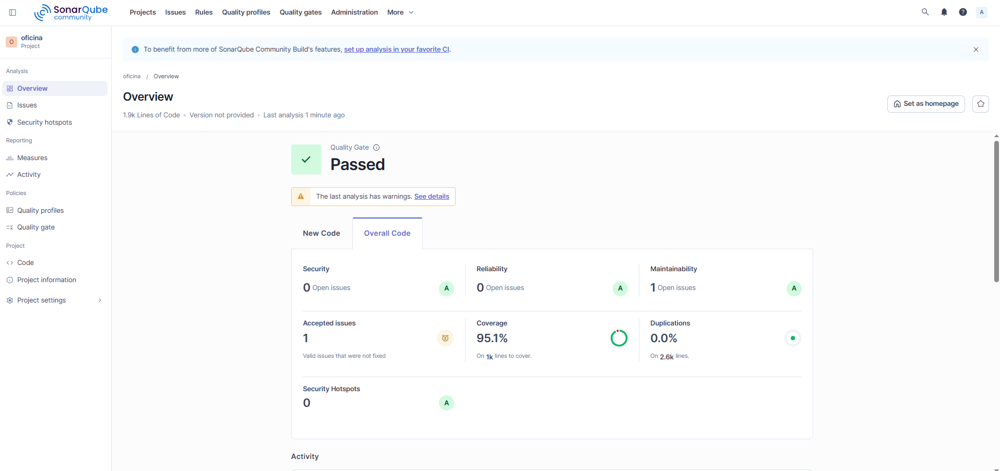 SonarQube
community
Projects Issues Rules Quality profiles Quality gates Administration More
? A
O oficina
Project
To benefit from more of SonarQube Community Build's features, set up analysis in your favorite CI.
Analysis
Overview
Issues
Security hotspots
Reporting
Measures
Activity
Policies
Quality profiles
Quality gate
Project
Code
Project information
Project settings
oficina / Overview
Overview
1.9k Lines of Code • Version not provided • Last analysis 1 minute ago
Set as homepage
Quality Gate
Passed
The last analysis has warnings. See details
New Code Overall Code
Security
0 Open issues A
Reliability
0 Open issues A
Maintainability
1 Open issues A
Accepted issues
1
Valid issues that were not fixed
Coverage
95.1%
On 1k lines to cover.
Duplications
0.0%
On 2.6k lines.
Security Hotspots
0 A
Activity